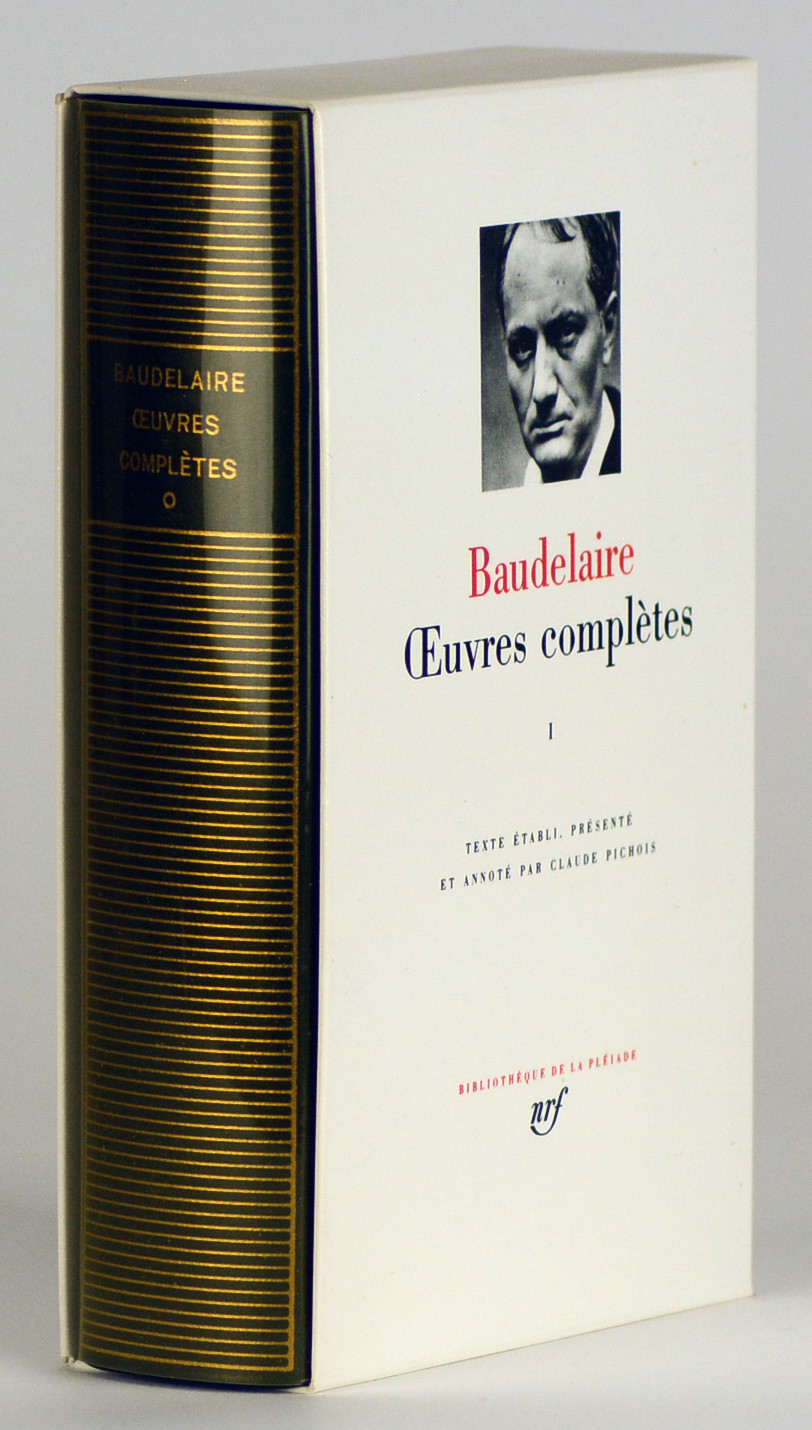 BAUDELAIRE
ŒUVRES
COMPLÈTES
O
Baudelaire
Œuvres complètes
I
TEXTE ÉTABLI, PRÉSENTÉ
ET ANNOTÉ PAR CLAUDE PICHOIS
BIBLIOTHÈQUE DE LA PLÉIADE
nrf